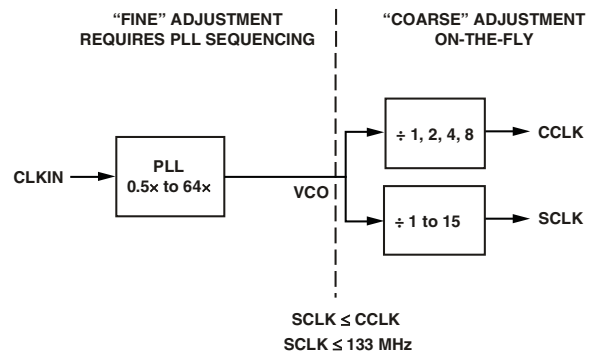 “FINE” ADJUSTMENT
REQUIRES PLL SEQUENCING
“COARSE” ADJUSTMENT
ON-THE-FLY
CLKIN
PLL
0.5× to 64×
VCO
÷ 1, 2, 4, 8
CCLK
÷ 1 to 15
SCLK
SCLK ≤ CCLK
SCLK ≤ 133 MHz